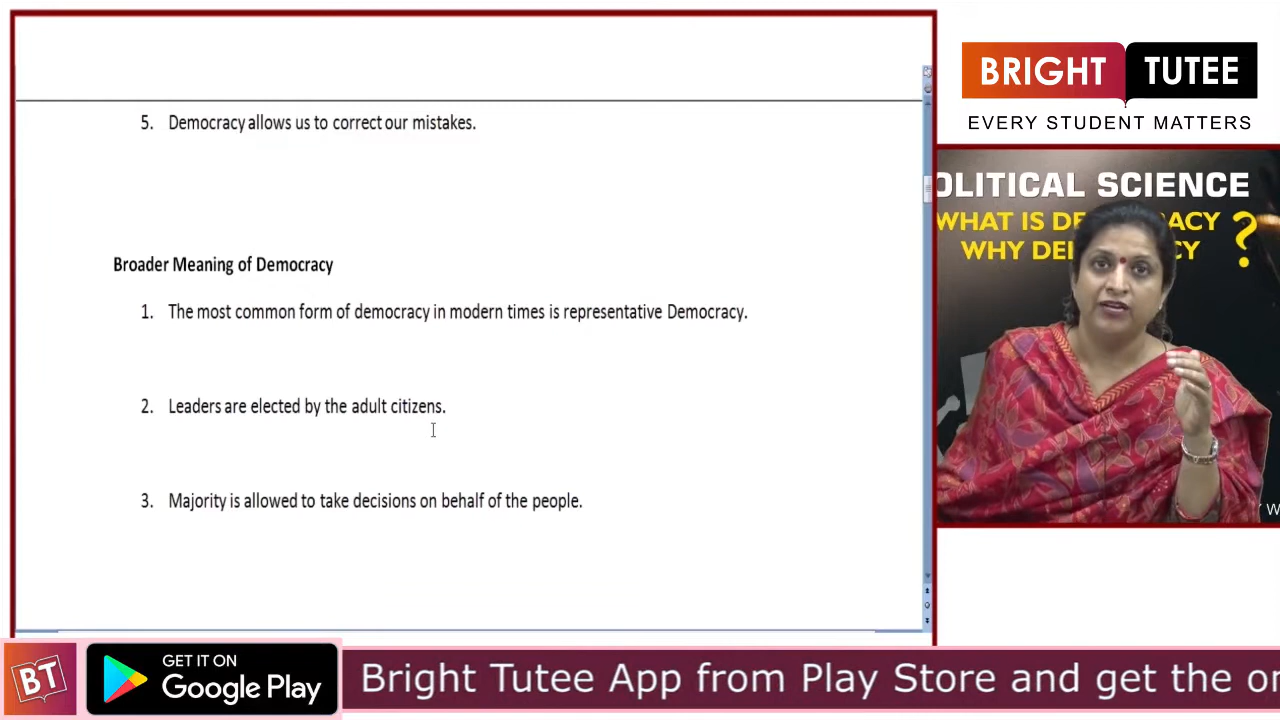 5. Democracy allows us to correct our mistakes.
Broader Meaning of Democracy
1. The most common form of democracy in modern times is representative Democracy.
2. Leaders are elected by the adult citizens.
3. Majority is allowed to take decisions on behalf of the people.
BRIGHT TUTEE
EVERY STUDENT MATTERS
OLITICAL SCIENCE
WHAT IS DE ACY
WHY DE CY ?
BT
GET IT ON
Google Play
Bright Tutee App from Play Store and get the